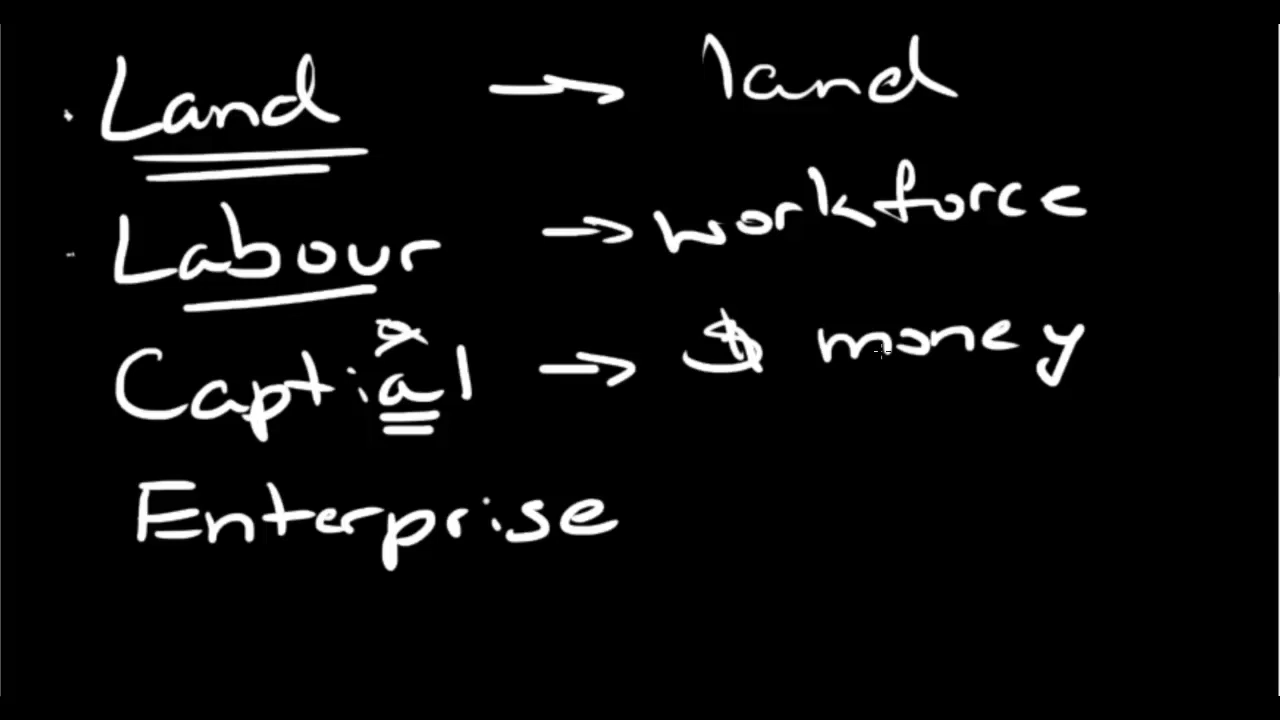 Land → land
Labour → workforce
Captial → $ money
Enterprise